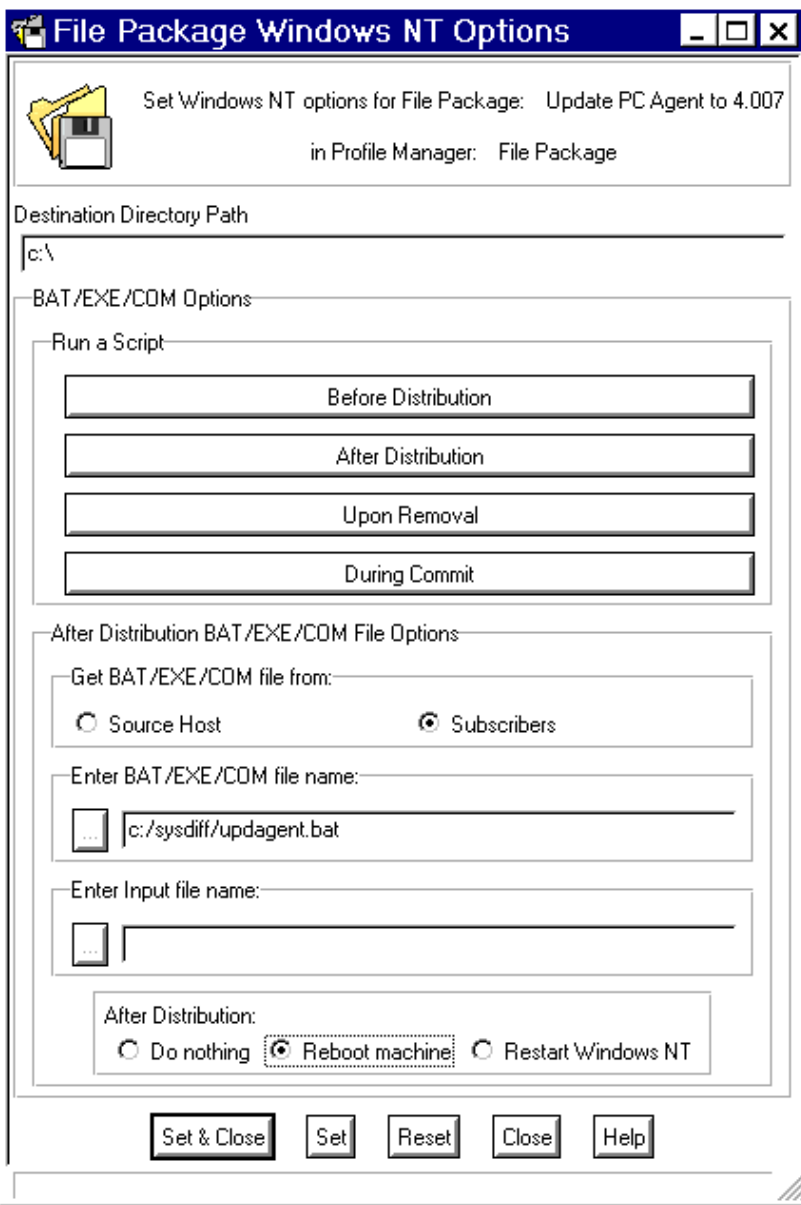 File Package Windows NT Options
Set Windows NT options for File Package: Update PC Agent to 4.007
in Profile Manager: File Package
Destination Directory Path
c:\
BAT/EXE/COM Options
Run a Script
Before Distribution
After Distribution
Upon Removal
During Commit
After Distribution BAT/EXE/COM File Options
Get BAT/EXE/COM file from:
Source Host Subscribers
Enter BAT/EXE/COM file name:
... c:/sysdiff/updagent.bat
Enter Input file name:
...
After Distribution:
Do nothing Reboot machine Restart Windows NT
Set & Close Set Reset Close Help